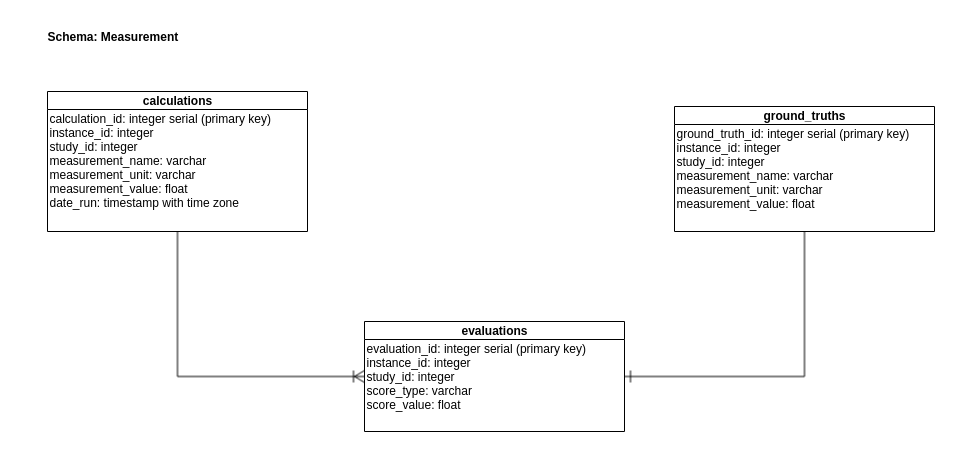 Schema: Measurement
calculations
calculation_id: integer serial (primary key)
instance_id: integer
study_id: integer
measurement_name: varchar
measurement_unit: varchar
measurement_value: float
date_run: timestamp with time zone
ground_truths
ground_truth_id: integer serial (primary key)
instance_id: integer
study_id: integer
measurement_name: varchar
measurement_unit: varchar
measurement_value: float
evaluations
evaluation_id: integer serial (primary key)
instance_id: integer
study_id: integer
score_type: varchar
score_value: float